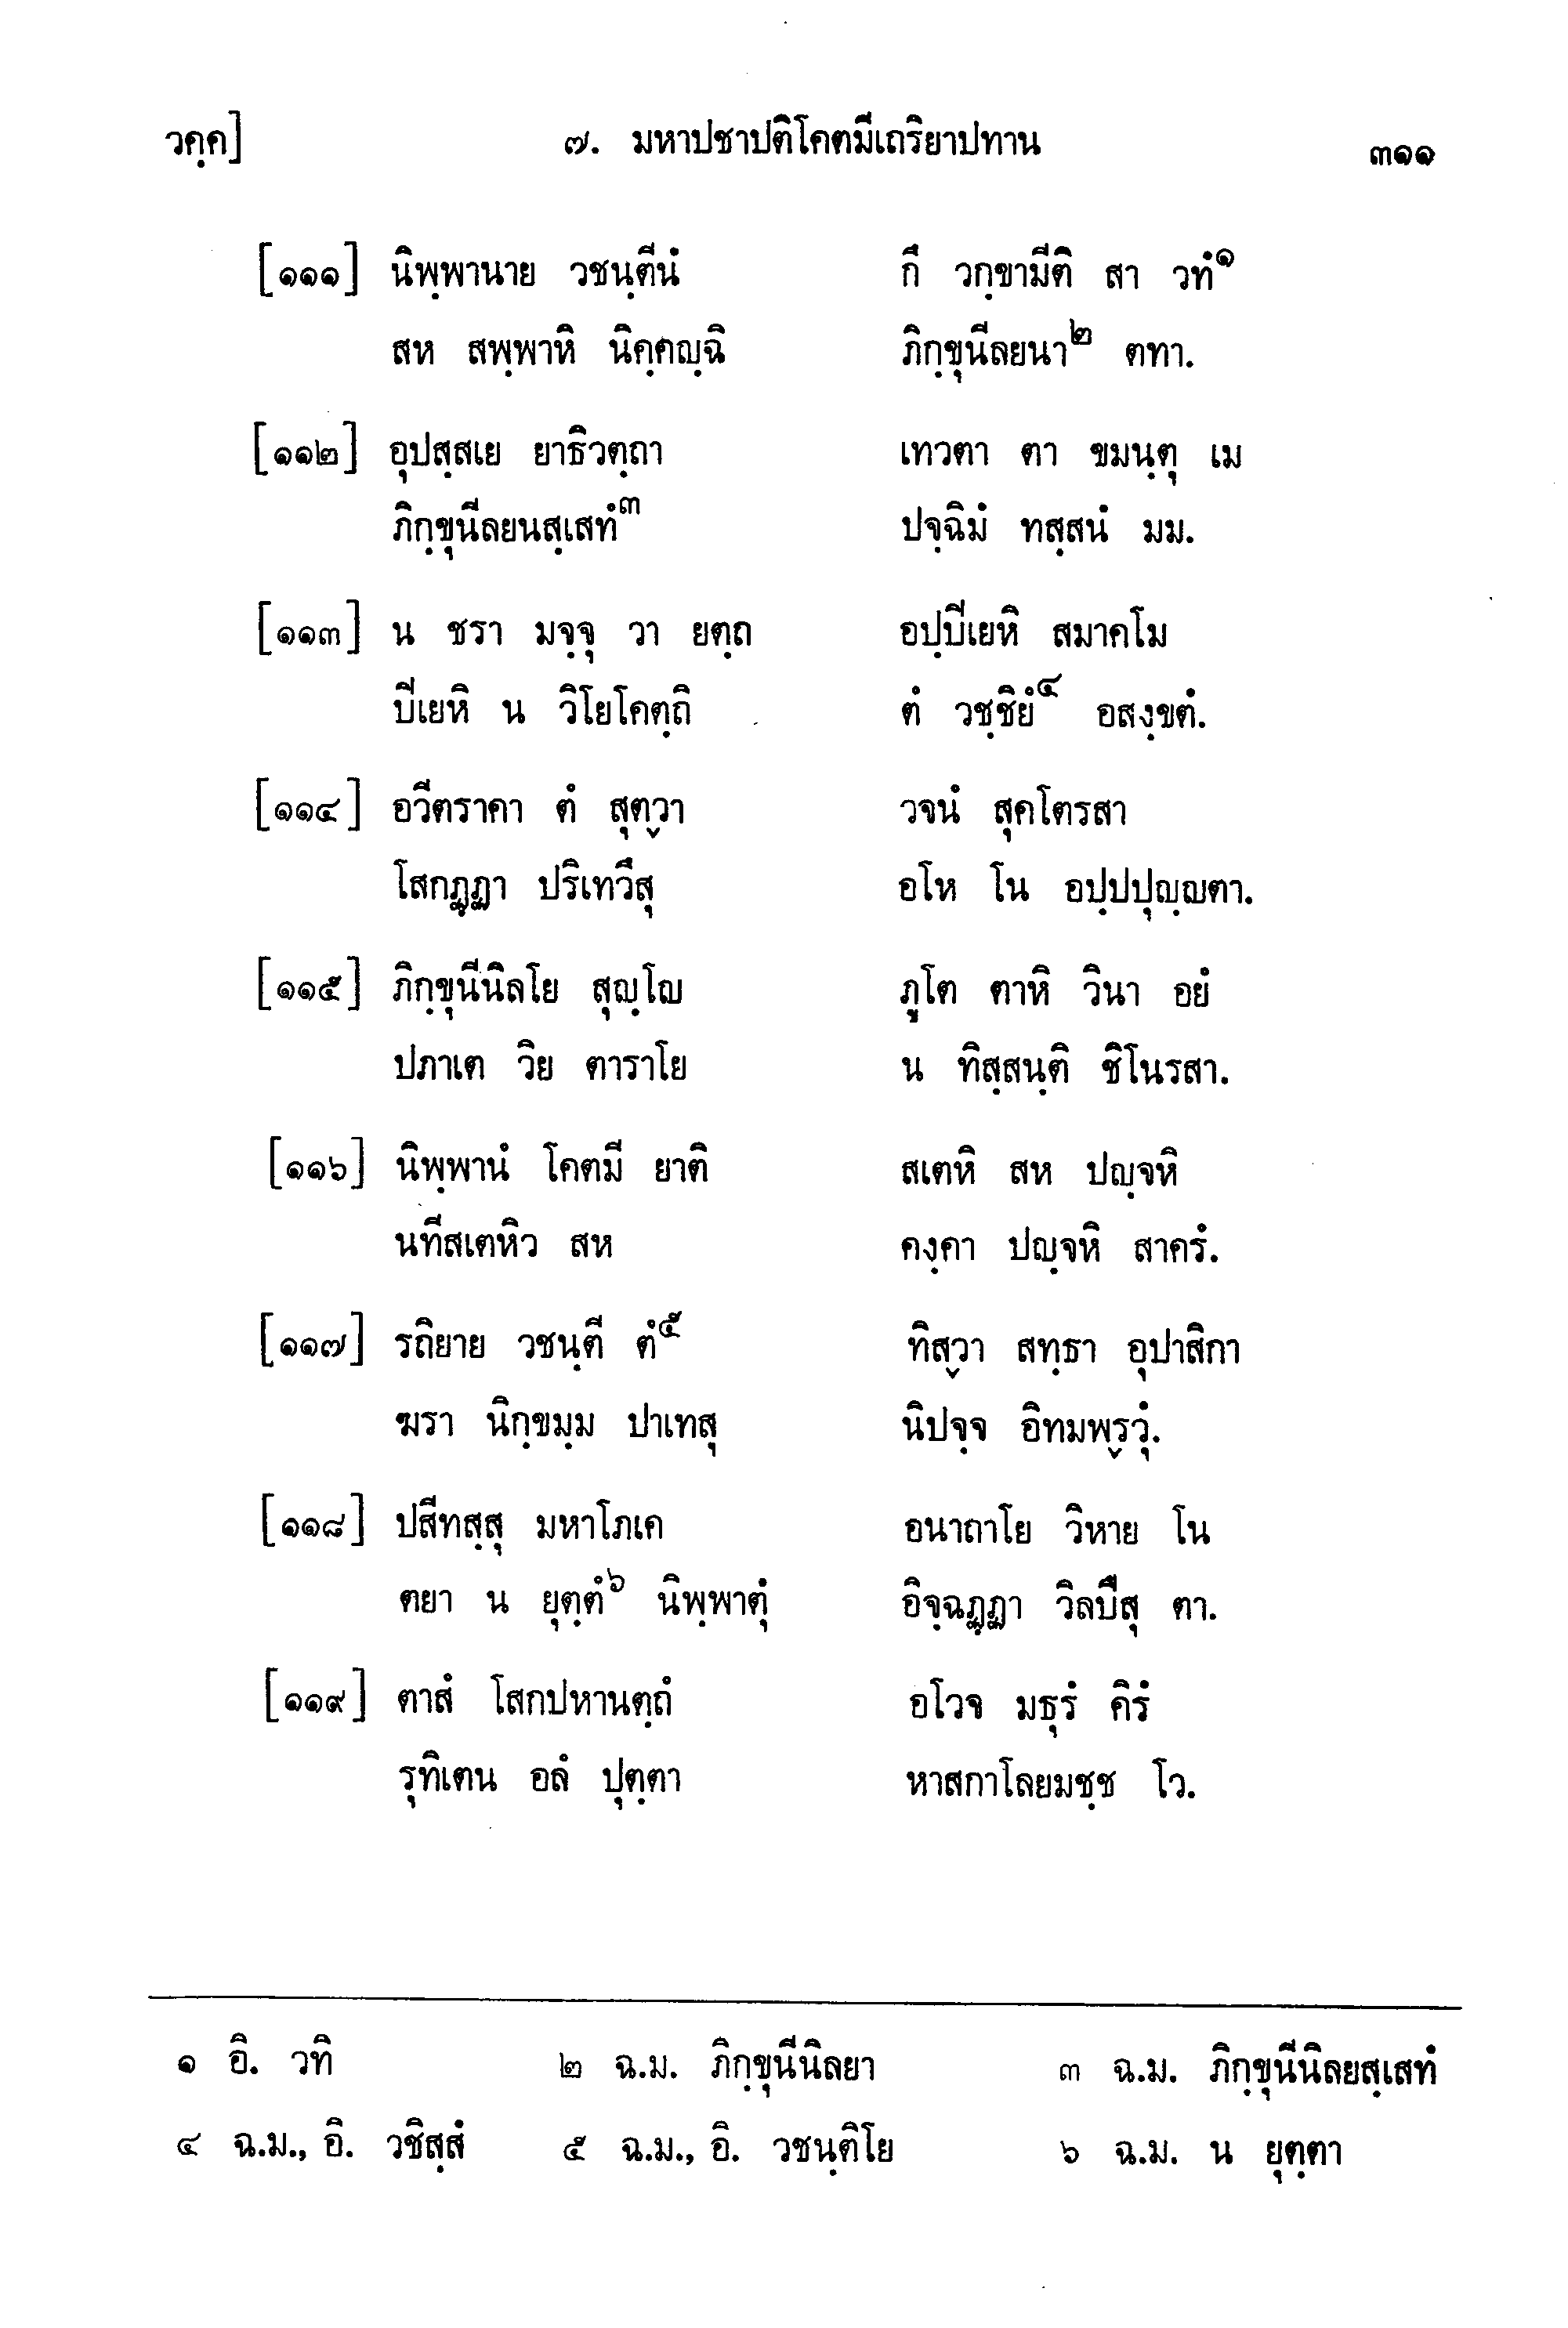 วคฺค] ๗. มหาปชาปติโคตมีเถริยาปทาน ๓๑๑
[๑๑๑] นิพฺพานาย วชนฺตีนํ กึ วกฺขามีติ สา วทํ๑
สห สพฺพาหิ นิคฺคญฺฉิ ภิกฺขุนีลยนา๒ ตทา.
[๑๑๒] อุปสฺสเย ยาธิวตฺถา เทวตา ตา ขมนฺตุ เม
ภิกฺขุนีลยนสฺเสทํ๓ ปจฺฉิมํ ทสฺสนํ มม.
[๑๑๓] น ชรา มจฺจุ วา ยตฺถ อปฺปิเยหิ สมาคโม
ปิเยหิ น วิโยโคตฺถิ ตํ วชฺชิยํ๔ อสงฺขตํ.
[๑๑๔] อวีตราคา ตํ สุตฺวา วจนํ สุคโตรสา
โสกฏฺฏา ปริเทวึสุ อโห โน อปฺปปุญฺญตา.
[๑๑๕] ภิกฺขุนีนิลโย สุญฺโญ ภูโต ตาหิ วินา อยํ
ปภาเต วิย ตาราโย น ทิสฺสนฺติ ชิโนรสา.
[๑๑๖] นิพฺพานํ โคตมี ยาติ สเตหิ สห ปญฺจหิ
นทีสเตหิว สห คงฺคา ปญฺจหิ สาครํ.
[๑๑๗] รถิยาย วชนฺตี ตํ๕ ทิสฺวา สทฺธา อุปาสิกา
ฆรา นิกฺขมฺม ปาเทสุ นิปจฺจ อิทมพฺรวุํ.
[๑๑๘] ปสีทสฺสุ มหาโภเค อนาถาโย วิหาย โน
ตยา น ยุตฺตํ๖ นิพฺพาตุํ อิจฺฉฏฺฏา วิลปึสุ ตา.
[๑๑๙] ตาสํ โสกปหานตฺถํ อโวจ มธุรํ คิรํ
รุทิเตน อลํ ปุตฺตา หาสกาโลยมชฺช โว.
๑ อิ. วทิ ๒ ฉ.ม. ภิกฺขุนีนิลยา ๓ ฉ.ม. ภิกฺขุนีนิลยสฺเสทํ
๔ ฉ.ม., อิ. วชิสฺสํ ๕ ฉ.ม., อิ. วชนฺติโย ๖ ฉ.ม. น ยุตฺตา